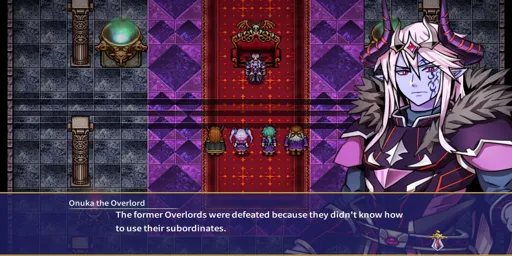 Onuka the Overlord
The former Overlords were defeated because they didn't know how
to use their subordinates.